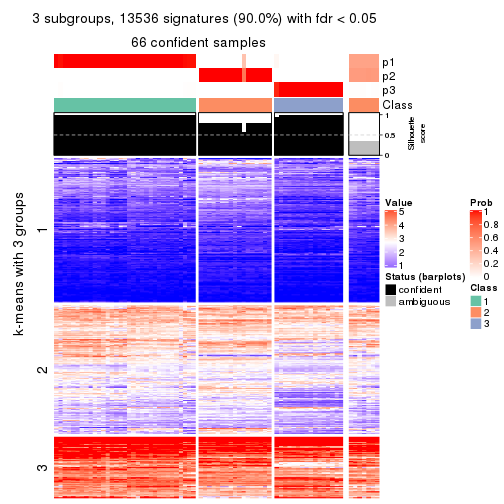 3 subgroups, 13536 signatures (90.0%) with fdr < 0.05
66 confident samples
p1
p2
p3
Class
1
0.5
0
Silhouette
score
k-means with 3 groups
1
2
3
Value
5
4
3
2
1
Status (barplots)
confident
ambiguous
Prob
1
0.8
0.6
0.4
0.2
0
Class
1
2
3